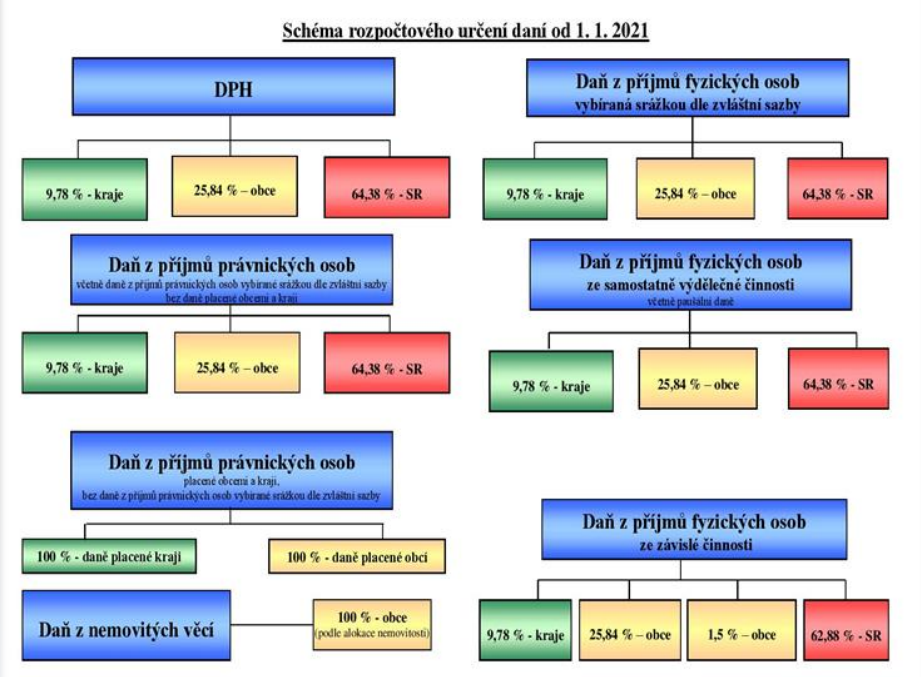 Schéma rozpočtového určení daní od 1. 1. 2021
DPH
9,78 % - kraje
25,84 % – obce
64,38 % - SR
Daň z příjmů fyzických osob
vybíraná srážkou dle zvláštní sazby
9,78 % - kraje
25,84 % – obce
64,38 % - SR
Daň z příjmů právnických osob
včetně daně z příjmů právnických osob vybírané srážkou dle zvláštní sazby
bez daně placené obcemi a kraji
9,78 % - kraje
25,84 % – obce
64,38 % - SR
Daň z příjmů fyzických osob
ze samostatně výdělečné činnosti
včetně paušální daně
9,78 % - kraje
25,84 % – obce
64,38 % - SR
Daň z příjmů právnických osob
placené obcemi a kraji,
bez daně z příjmů právnických osob vybírané srážkou dle zvláštní sazby
100 % - daně placené kraji
100 % - daně placené obcí
Daň z nemovitých věcí
100 % - obce
(podle alokace nemovitosti)
Daň z příjmů fyzických osob
ze závislé činnosti
9,78 % - kraje
25,84 % – obce
1,5 % – obce
62,88 % - SR